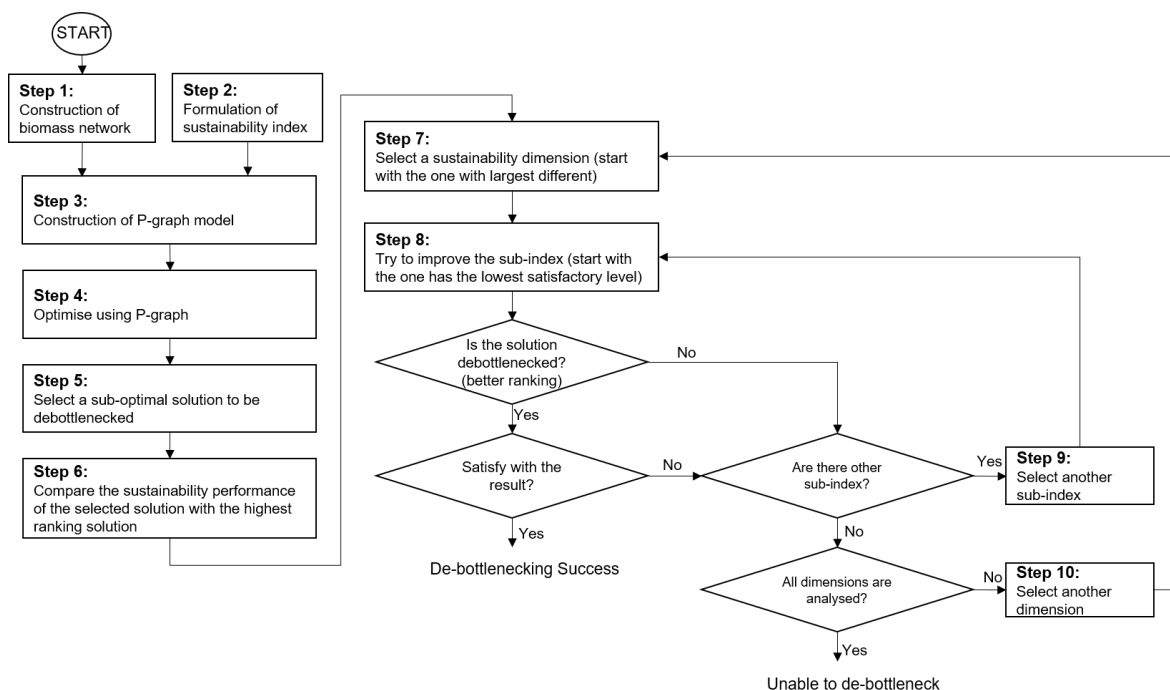 START
Step 1:
Construction of
biomass network
Step 2:
Formulation of
sustainability index
Step 3:
Construction of P-graph model
Step 4:
Optimise using P-graph
Step 5:
Select a sub-optimal solution to be
debottlenecked
Step 6:
Compare the sustainability performance
of the selected solution with the highest
ranking solution
Step 7:
Select a sustainability dimension (start
with the one with largest different)
Step 8:
Try to improve the sub-index (start with
the one has the lowest satisfactory level)
Is the solution
debottlenecked?
(better ranking)
No
Yes
Satisfy with the
result?
No
Yes
De-bottlenecking Success
Are there other
sub-index?
Yes
No
Step 9:
Select another
sub-index
All dimensions are
analysed?
No
Yes
Step 10:
Select another
dimension
Unable to de-bottleneck